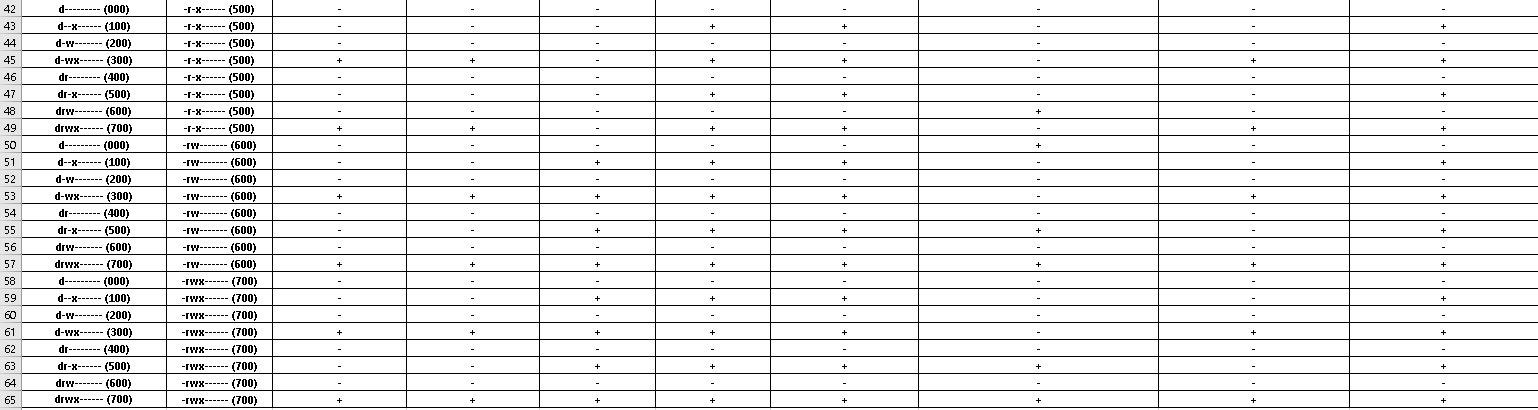 42 d--------- (000) -r-x------ (500) - - - - - - - -
43 d--x------ (100) -r-x------ (500) - - - + + - - +
44 d-w------- (200) -r-x------ (500) - - - - - - - -
45 d-wx------ (300) -r-x------ (500) + + - + + - + +
46 dr-------- (400) -r-x------ (500) - - - - - - - -
47 dr-x------ (500) -r-x------ (500) - - - + + - - +
48 drw------- (600) -r-x------ (500) - - - - - + - -
49 drwx------ (700) -r-x------ (500) + + - + + - + +
50 d--------- (000) -rw------- (600) - - - - - + - -
51 d--x------ (100) -rw------- (600) - - + + + - - +
52 d-w------- (200) -rw------- (600) - - - - - - - -
53 d-wx------ (300) -rw------- (600) + + + + + - + +
54 dr-------- (400) -rw------- (600) - - - - - - - -
55 dr-x------ (500) -rw------- (600) - - + + + + - +
56 drw------- (600) -rw------- (600) - - - - - - - -
57 drwx------ (700) -rw------- (600) + + + + + + + +
58 d--------- (000) -rwx------ (700) - - - - - - - -
59 d--x------ (100) -rwx------ (700) - - + + + - - +
60 d-w------- (200) -rwx------ (700) - - - - - - - -
61 d-wx------ (300) -rwx------ (700) + + + + + - + +
62 dr-------- (400) -rwx------ (700) - - - - - - - -
63 dr-x------ (500) -rwx------ (700) - - + + + + - +
64 drw------- (600) -rwx------ (700) - - - - - - - -
65 drwx------ (700) -rwx------ (700) + + + + + + + +